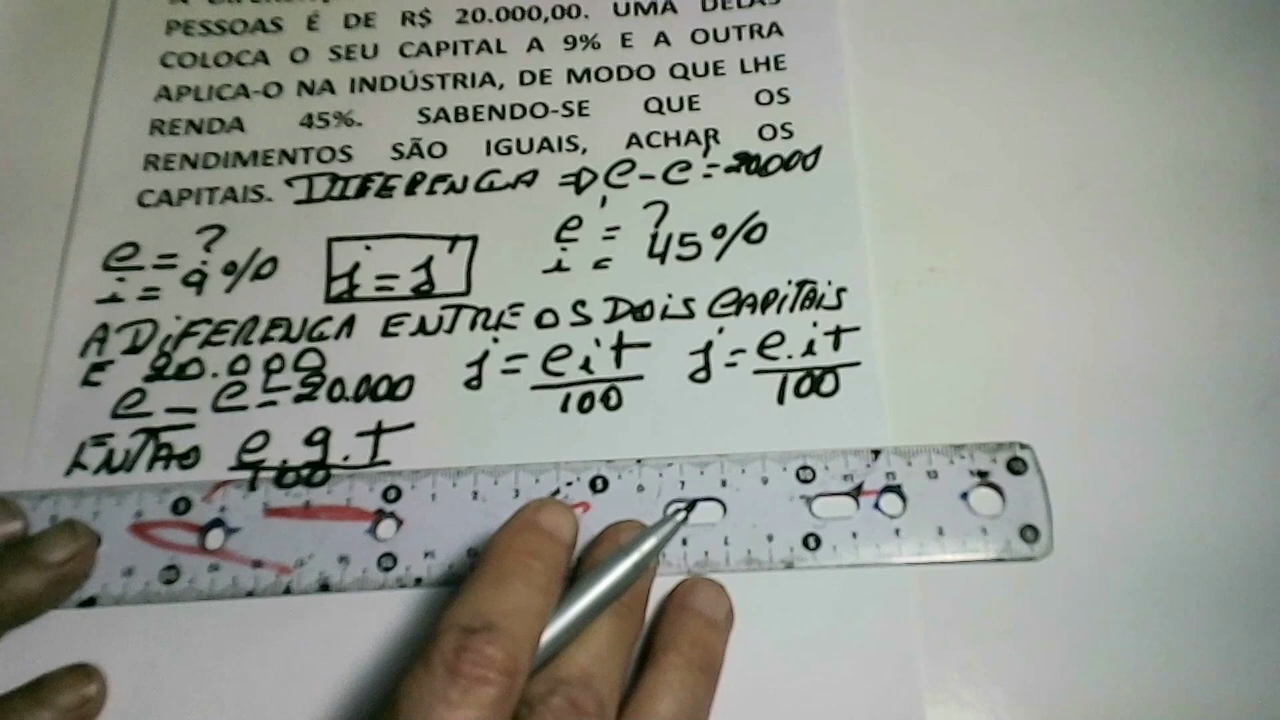 PESSOAS É DE R$ 20.000,00. UMA DELAS
COLOCA O SEU CAPITAL A 9% E A OUTRA
APLICA-O NA INDÚSTRIA, DE MODO QUE LHE
RENDA 45%. SABENDO-SE QUE OS
RENDIMENTOS SÃO IGUAIS, ACHAR OS
CAPITAIS. DIFERENÇA => C - C' = 20000
C = ? j = j' C' = ?
i = 9% i = 45%
A DIFERENÇA ENTRE OS DOIS CAPITAIS
E 20.000 j = c i t / 100 j' = c.i t / 100
C - C = 20.000
ENTÃO C.9.T / 100